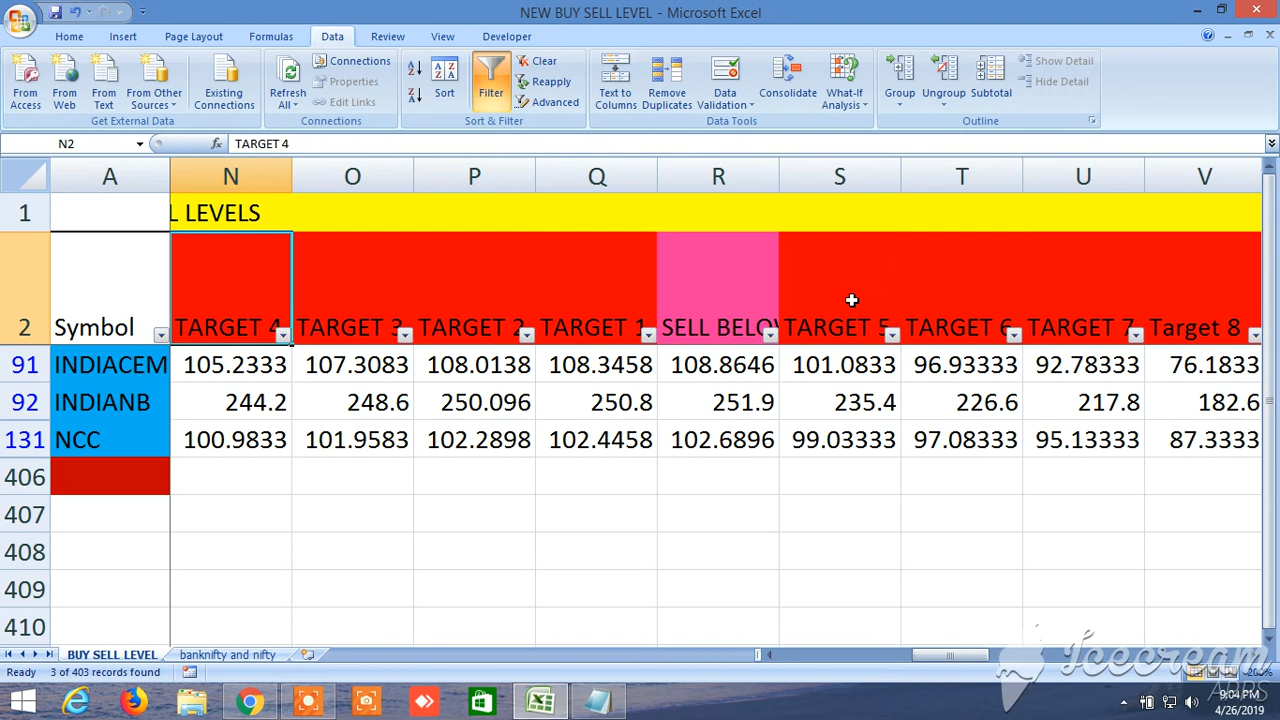 NEW BUY SELL LEVEL - Microsoft Excel
Home Insert Page Layout Formulas Data Review View Developer
From Access
From Web
From Text
From Other Sources
Existing Connections
Get External Data
Refresh All
Connections
Properties
Edit Links
Connections
Sort
Filter
Clear
Reapply
Advanced
Sort & Filter
Text to Columns
Remove Duplicates
Data Validation
Consolidate
What-If Analysis
Data Tools
Group
Ungroup
Subtotal
Show Detail
Hide Detail
Outline
N2 fx TARGET 4
A N O P Q R S T U V
1 L LEVELS
2 Symbol TARGET 4 TARGET 3 TARGET 2 TARGET 1 SELL BELOW TARGET 5 TARGET 6 TARGET 7 Target 8
91 INDIACEM 105.2333 107.3083 108.0138 108.3458 108.8646 101.0833 96.93333 92.78333 76.1833
92 INDIANB 244.2 248.6 250.096 250.8 251.9 235.4 226.6 217.8 182.6
131 NCC 100.9833 101.9583 102.2898 102.4458 102.6896 99.03333 97.08333 95.13333 87.3333
406
407
408
409
410
BUY SELL LEVEL banknifty and nifty
Ready 3 of 403 records found 200%
Icecream
APPS
9:04 PM
4/26/2019